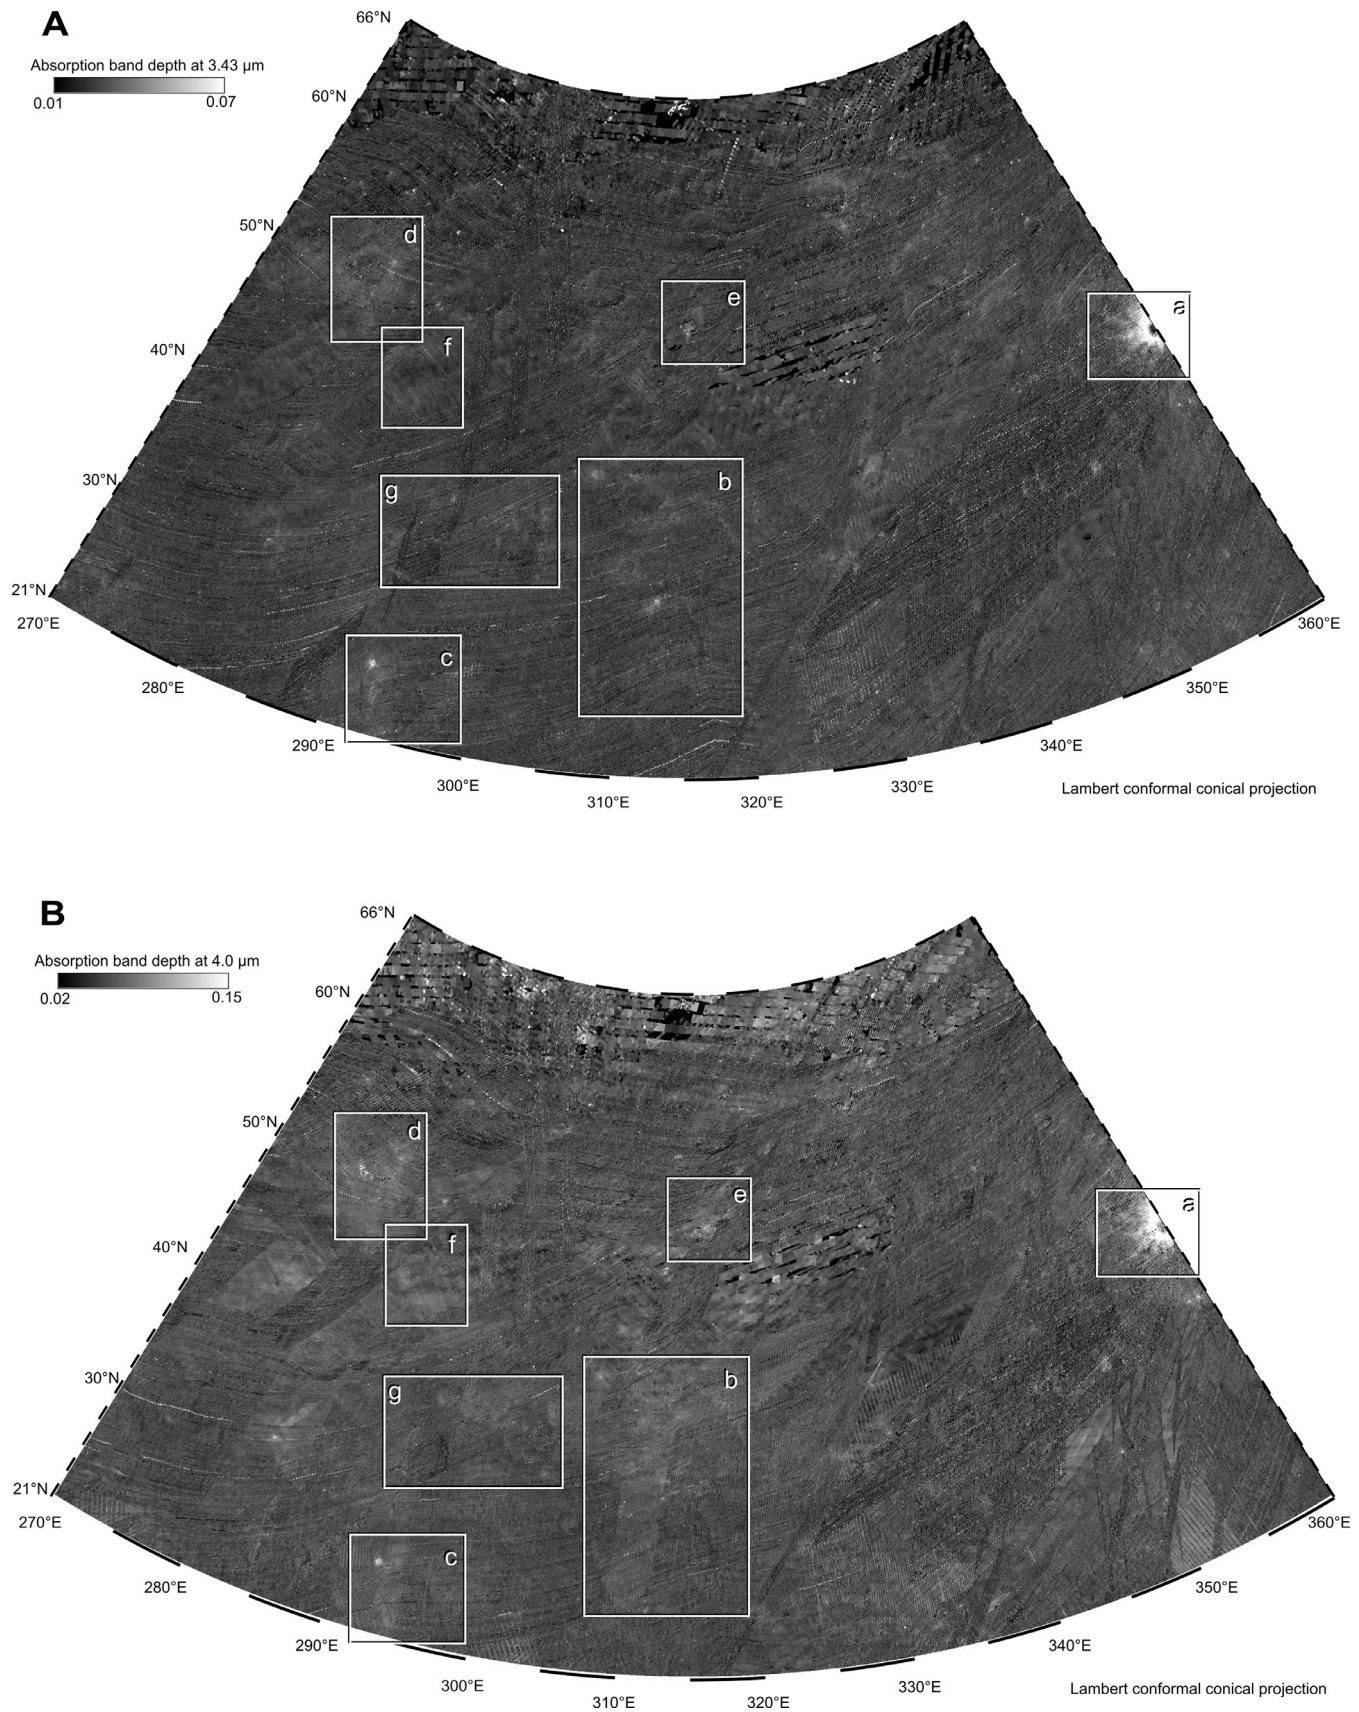 A
66°N
Absorption band depth at 3.43 µm
0.01 0.07
60°N
50°N
d
e
a
f
40°N
b
30°N
g
21°N
270°E
360°E
c
280°E
350°E
290°E
340°E
300°E
330°E
310°E
320°E
Lambert conformal conical projection
B
66°N
Absorption band depth at 4.0 µm
0.02 0.15
60°N
50°N
d
e
a
f
40°N
30°N
b
g
21°N
270°E
360°E
c
280°E
350°E
290°E
340°E
300°E
330°E
310°E
320°E
Lambert conformal conical projection